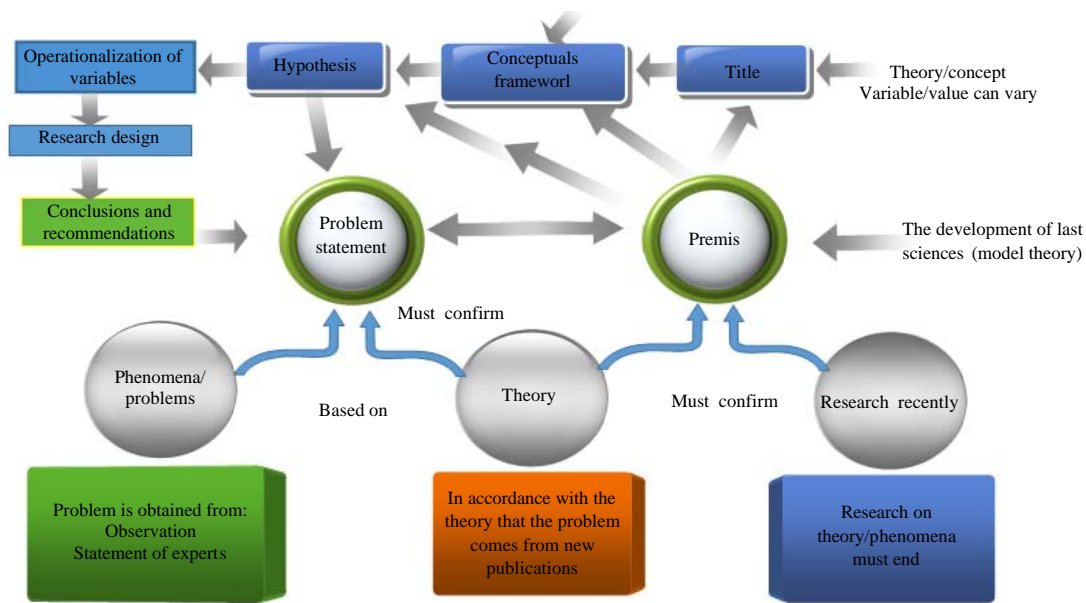 Operationalization of
variables
Hypothesis
Conceptuals
frameworl
Title
Theory/concept
Variable/value can vary
Research design
Conclusions and
recommendations
Problem
statement
Premis
The development of last
sciences (model theory)
Must confirm
Phenomena/
problems
Based on
Theory
Must confirm
Research recently
Problem is obtained from:
Observation
Statement of experts
In accordance with the
theory that the problem
comes from new
publications
Research on
theory/phenomena
must end